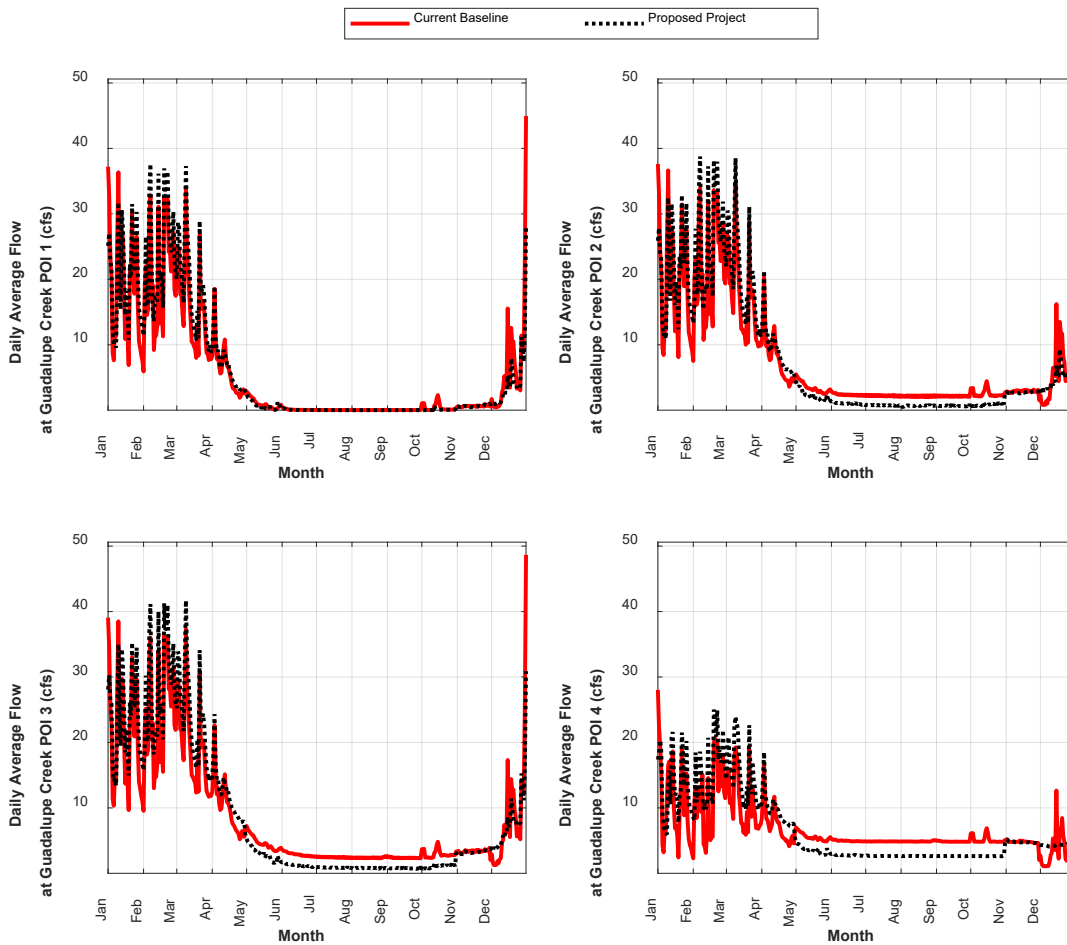 Current Baseline
Proposed Project
50
40
30
20
10
Daily Average Flow
at Guadalupe Creek POI 1 (cfs)
Jan
Feb
Mar
Apr
May
Jun
Jul
Aug
Sep
Oct
Nov
Dec
Month
50
40
30
20
10
Daily Average Flow
at Guadalupe Creek POI 2 (cfs)
Jan
Feb
Mar
Apr
May
Jun
Jul
Aug
Sep
Oct
Nov
Dec
Month
50
40
30
20
10
Daily Average Flow
at Guadalupe Creek POI 3 (cfs)
Jan
Feb
Mar
Apr
May
Jun
Jul
Aug
Sep
Oct
Nov
Dec
Month
50
40
30
20
10
Daily Average Flow
at Guadalupe Creek POI 4 (cfs)
Jan
Feb
Mar
Apr
May
Jun
Jul
Aug
Sep
Oct
Nov
Dec
Month